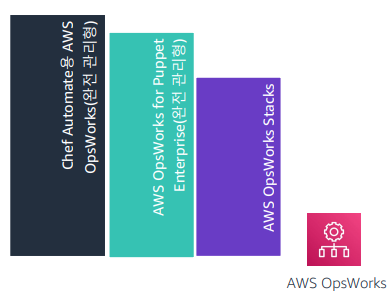 Chef Automate용 AWS
OpsWorks(완전 관리형)
AWS OpsWorks for Puppet
Enterprise(완전 관리형)
AWS OpsWorks Stacks
AWS OpsWorks